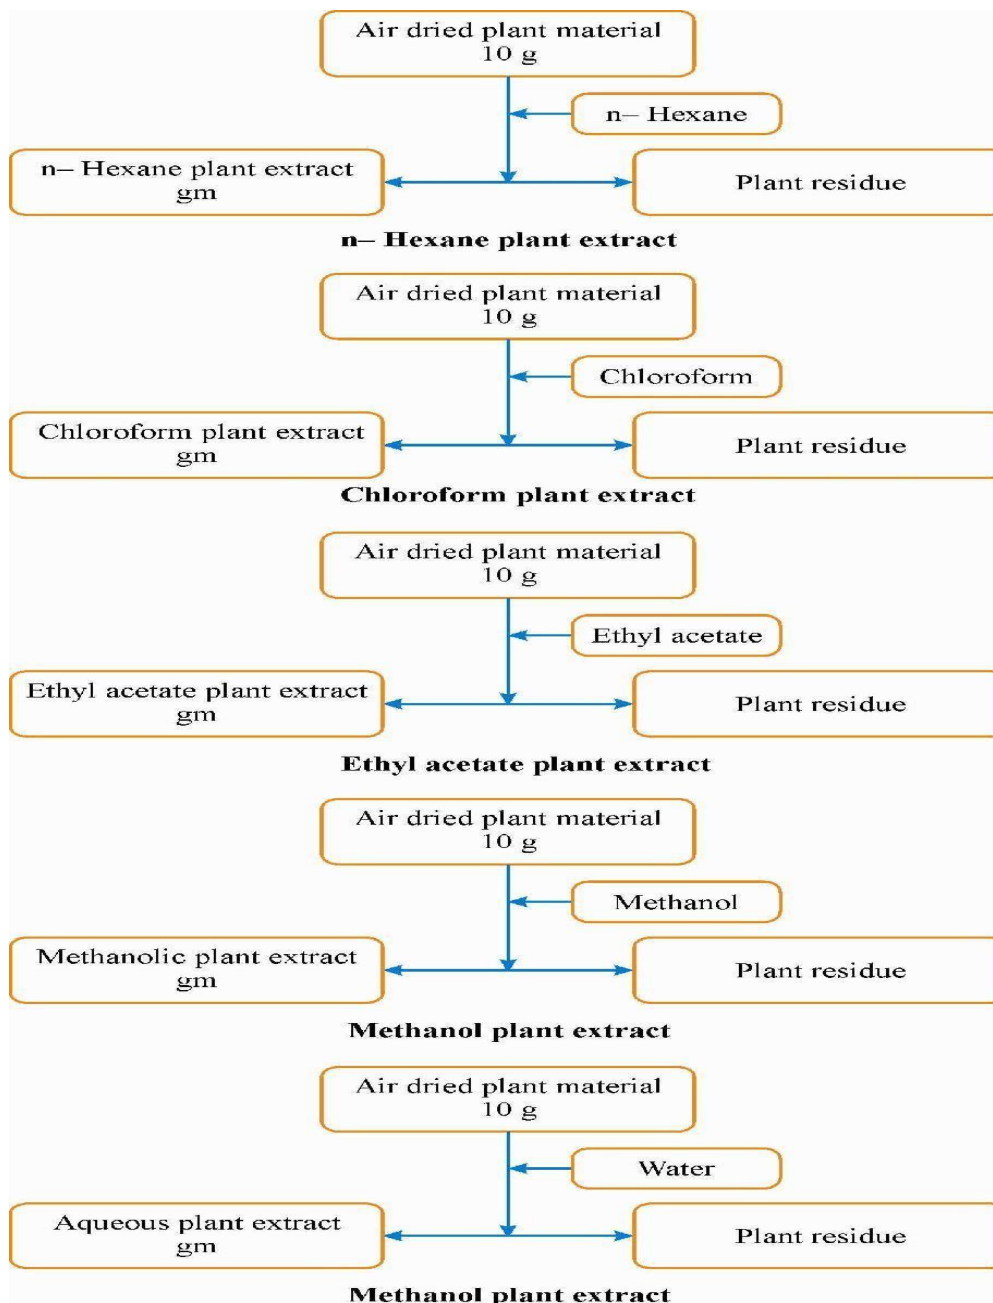 Air dried plant material
10 g
n– Hexane
n– Hexane plant extract
gm
Plant residue
n– Hexane plant extract
Air dried plant material
10 g
Chloroform
Chloroform plant extract
gm
Plant residue
Chloroform plant extract
Air dried plant material
10 g
Ethyl acetate
Ethyl acetate plant extract
gm
Plant residue
Ethyl acetate plant extract
Air dried plant material
10 g
Methanol
Methanolic plant extract
gm
Plant residue
Methanol plant extract
Air dried plant material
10 g
Water
Aqueous plant extract
gm
Plant residue
Methanol plant extract